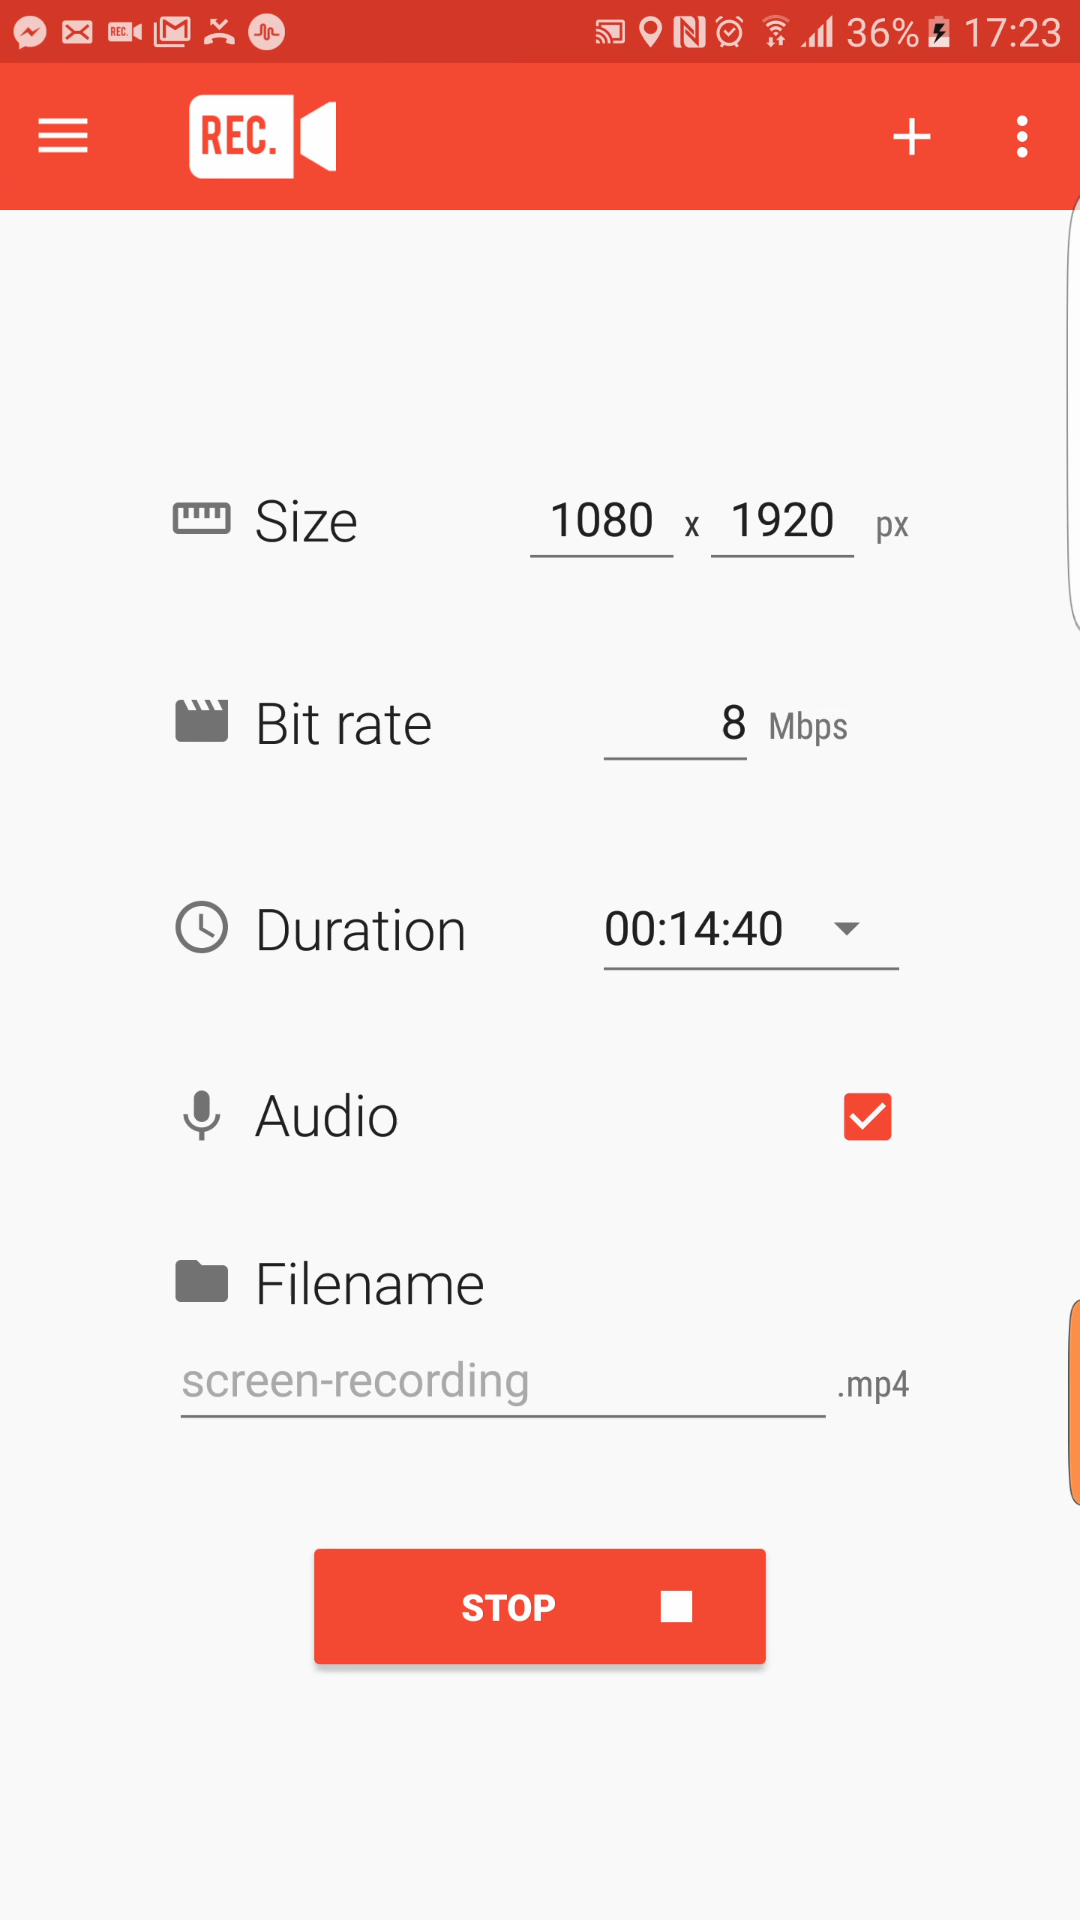 REC. 36% 17:23
REC.
Size 1080 x 1920 px
Bit rate 8 Mbps
Duration 00:14:40
Audio
Filename
screen-recording .mp4
STOP